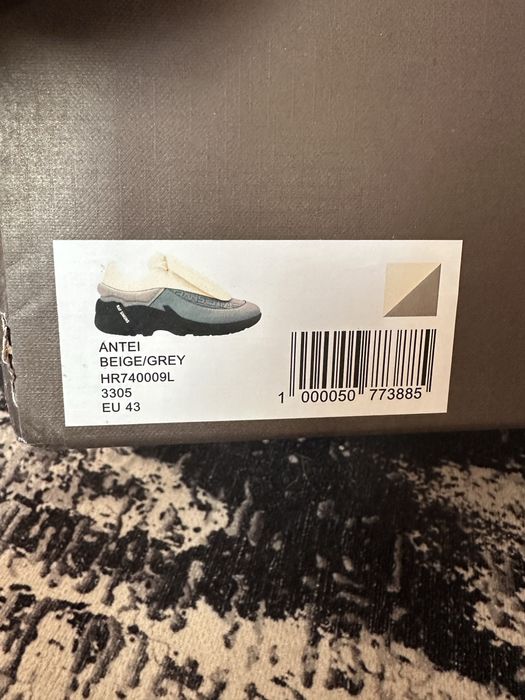 ANTEI
BEIGE/GREY
HR740009L
3305
EU 43
1 000050 773885